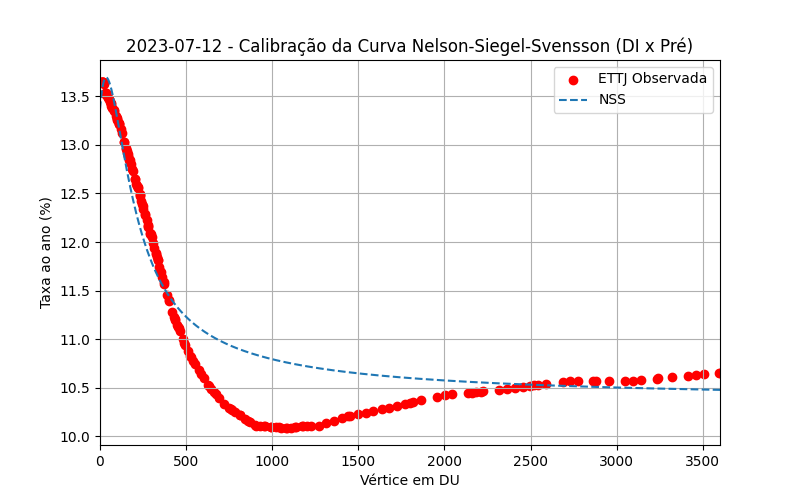 2023-07-12 - Calibração da Curva Nelson-Siegel-Svensson (DI x Pré)
ETTJ Observada
NSS
13.5
13.0
12.5
12.0
11.5
11.0
10.5
10.0
Taxa ao ano (%)
0 500 1000 1500 2000 2500 3000 3500
Vértice em DU